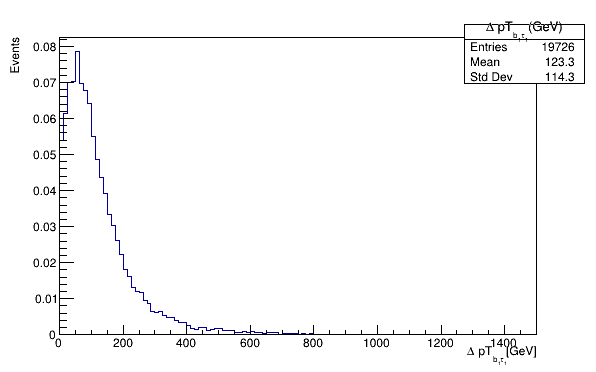 Δ pT_{b_1τ_1}(GeV)
Entries 19726
Mean 123.3
Std Dev 114.3
Events
0.08
0.07
0.06
0.05
0.04
0.03
0.02
0.01
0
0 200 400 600 800 1000 1200 1400
Δ pT_{b_1τ_1}[GeV]